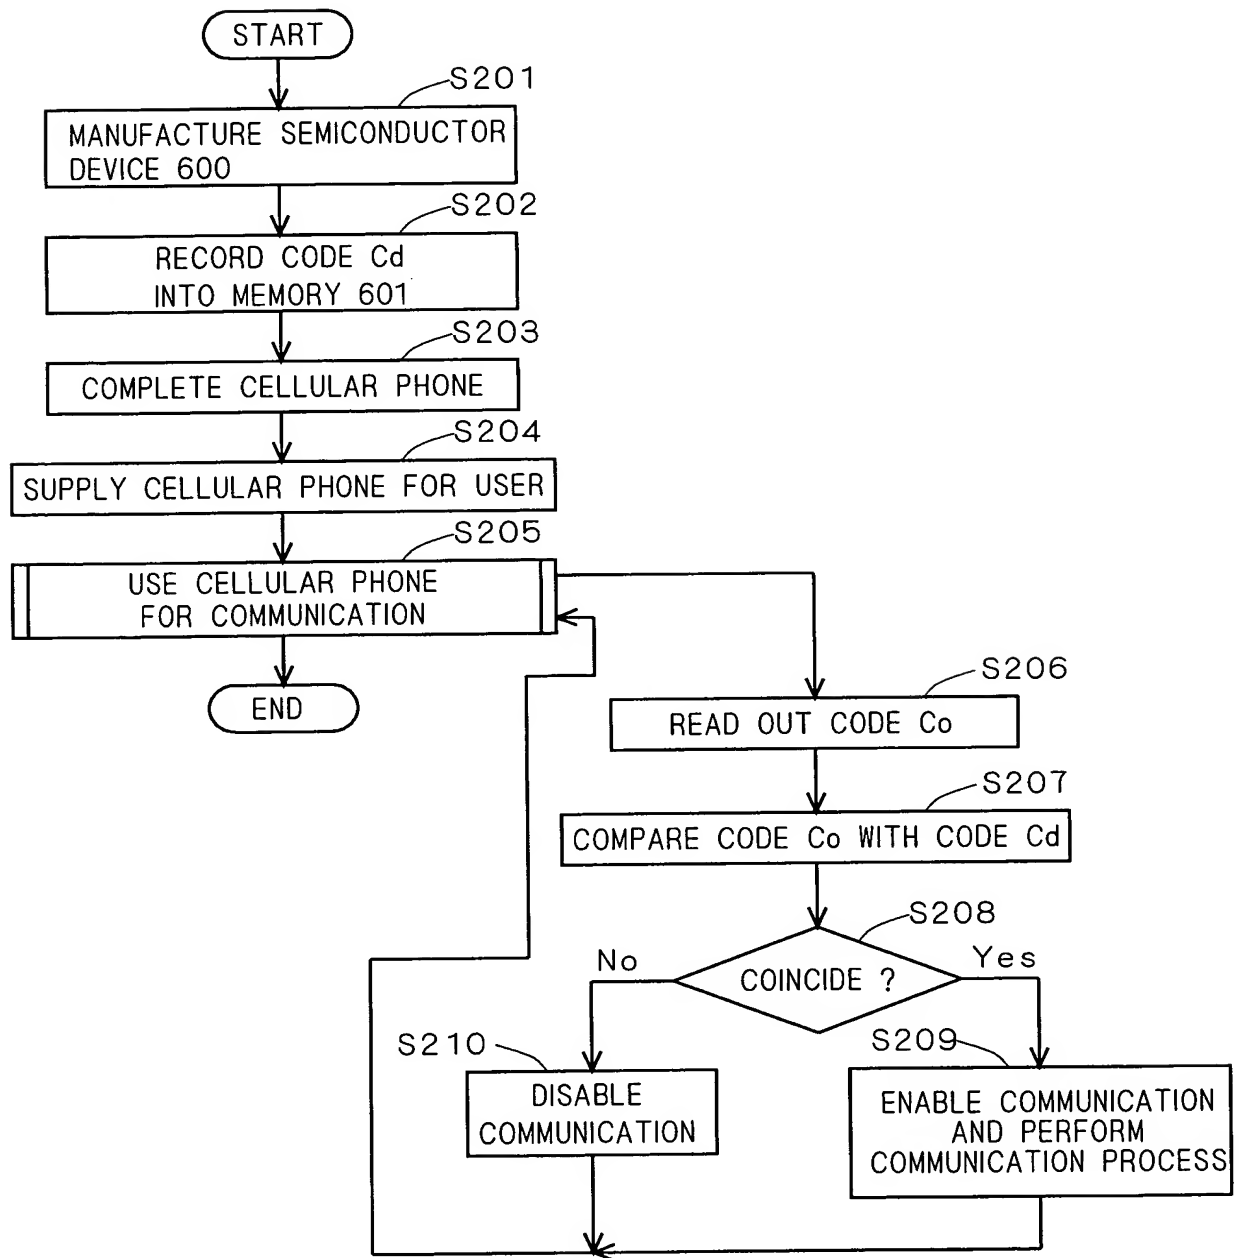 START
S201
MANUFACTURE SEMICONDUCTOR
DEVICE 600
S202
RECORD CODE Cd
INTO MEMORY 601
S203
COMPLETE CELLULAR PHONE
S204
SUPPLY CELLULAR PHONE FOR USER
S205
USE CELLULAR PHONE
FOR COMMUNICATION
END
S206
READ OUT CODE Co
S207
COMPARE CODE Co WITH CODE Cd
S208
COINCIDE ?
No
Yes
S210
DISABLE
COMMUNICATION
S209
ENABLE COMMUNICATION
AND PERFORM
COMMUNICATION PROCESS